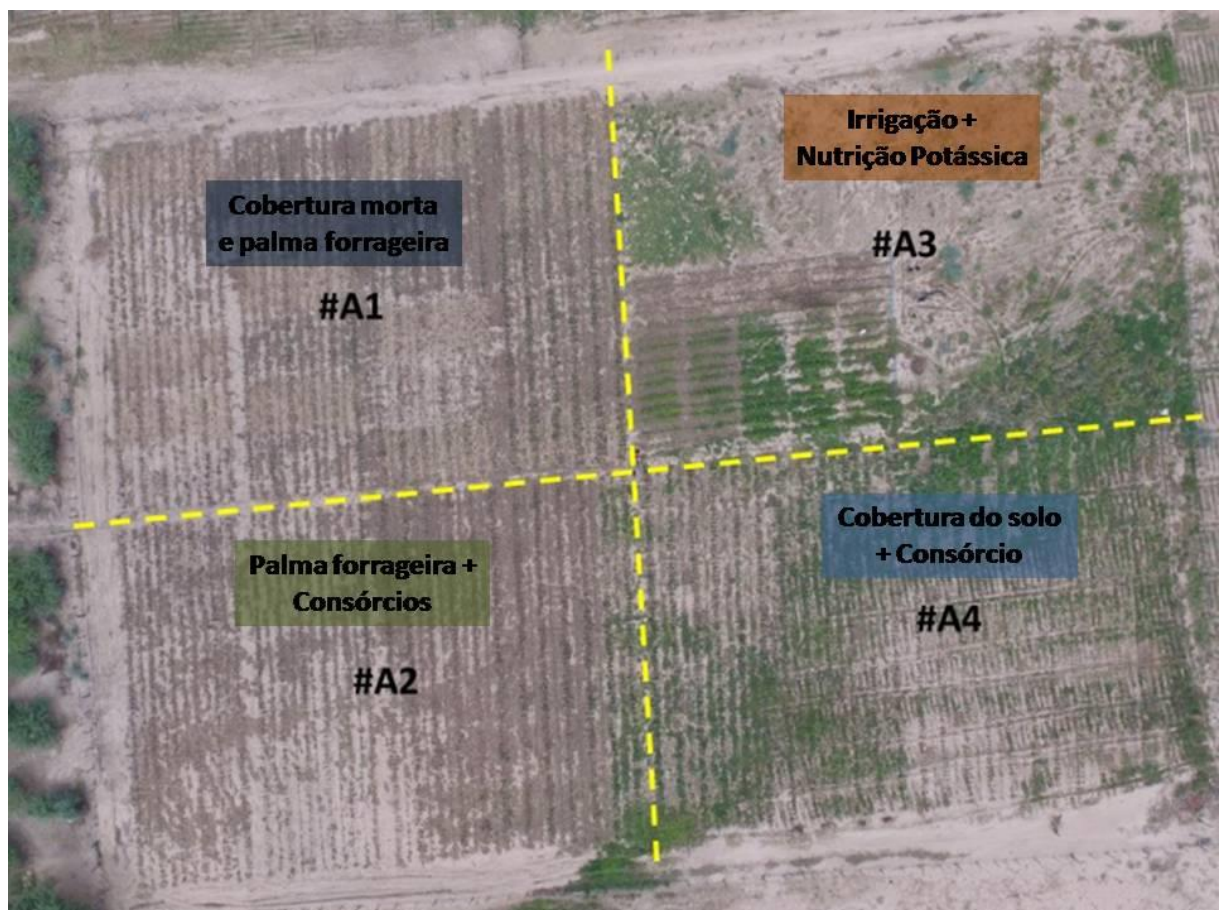 Cobertura morta
e palma forrageira
#A1
Irrigação +
Nutrição Potássica
#A3
Palma forrageira +
Consórcios
#A2
Cobertura do solo
+ Consórcio
#A4